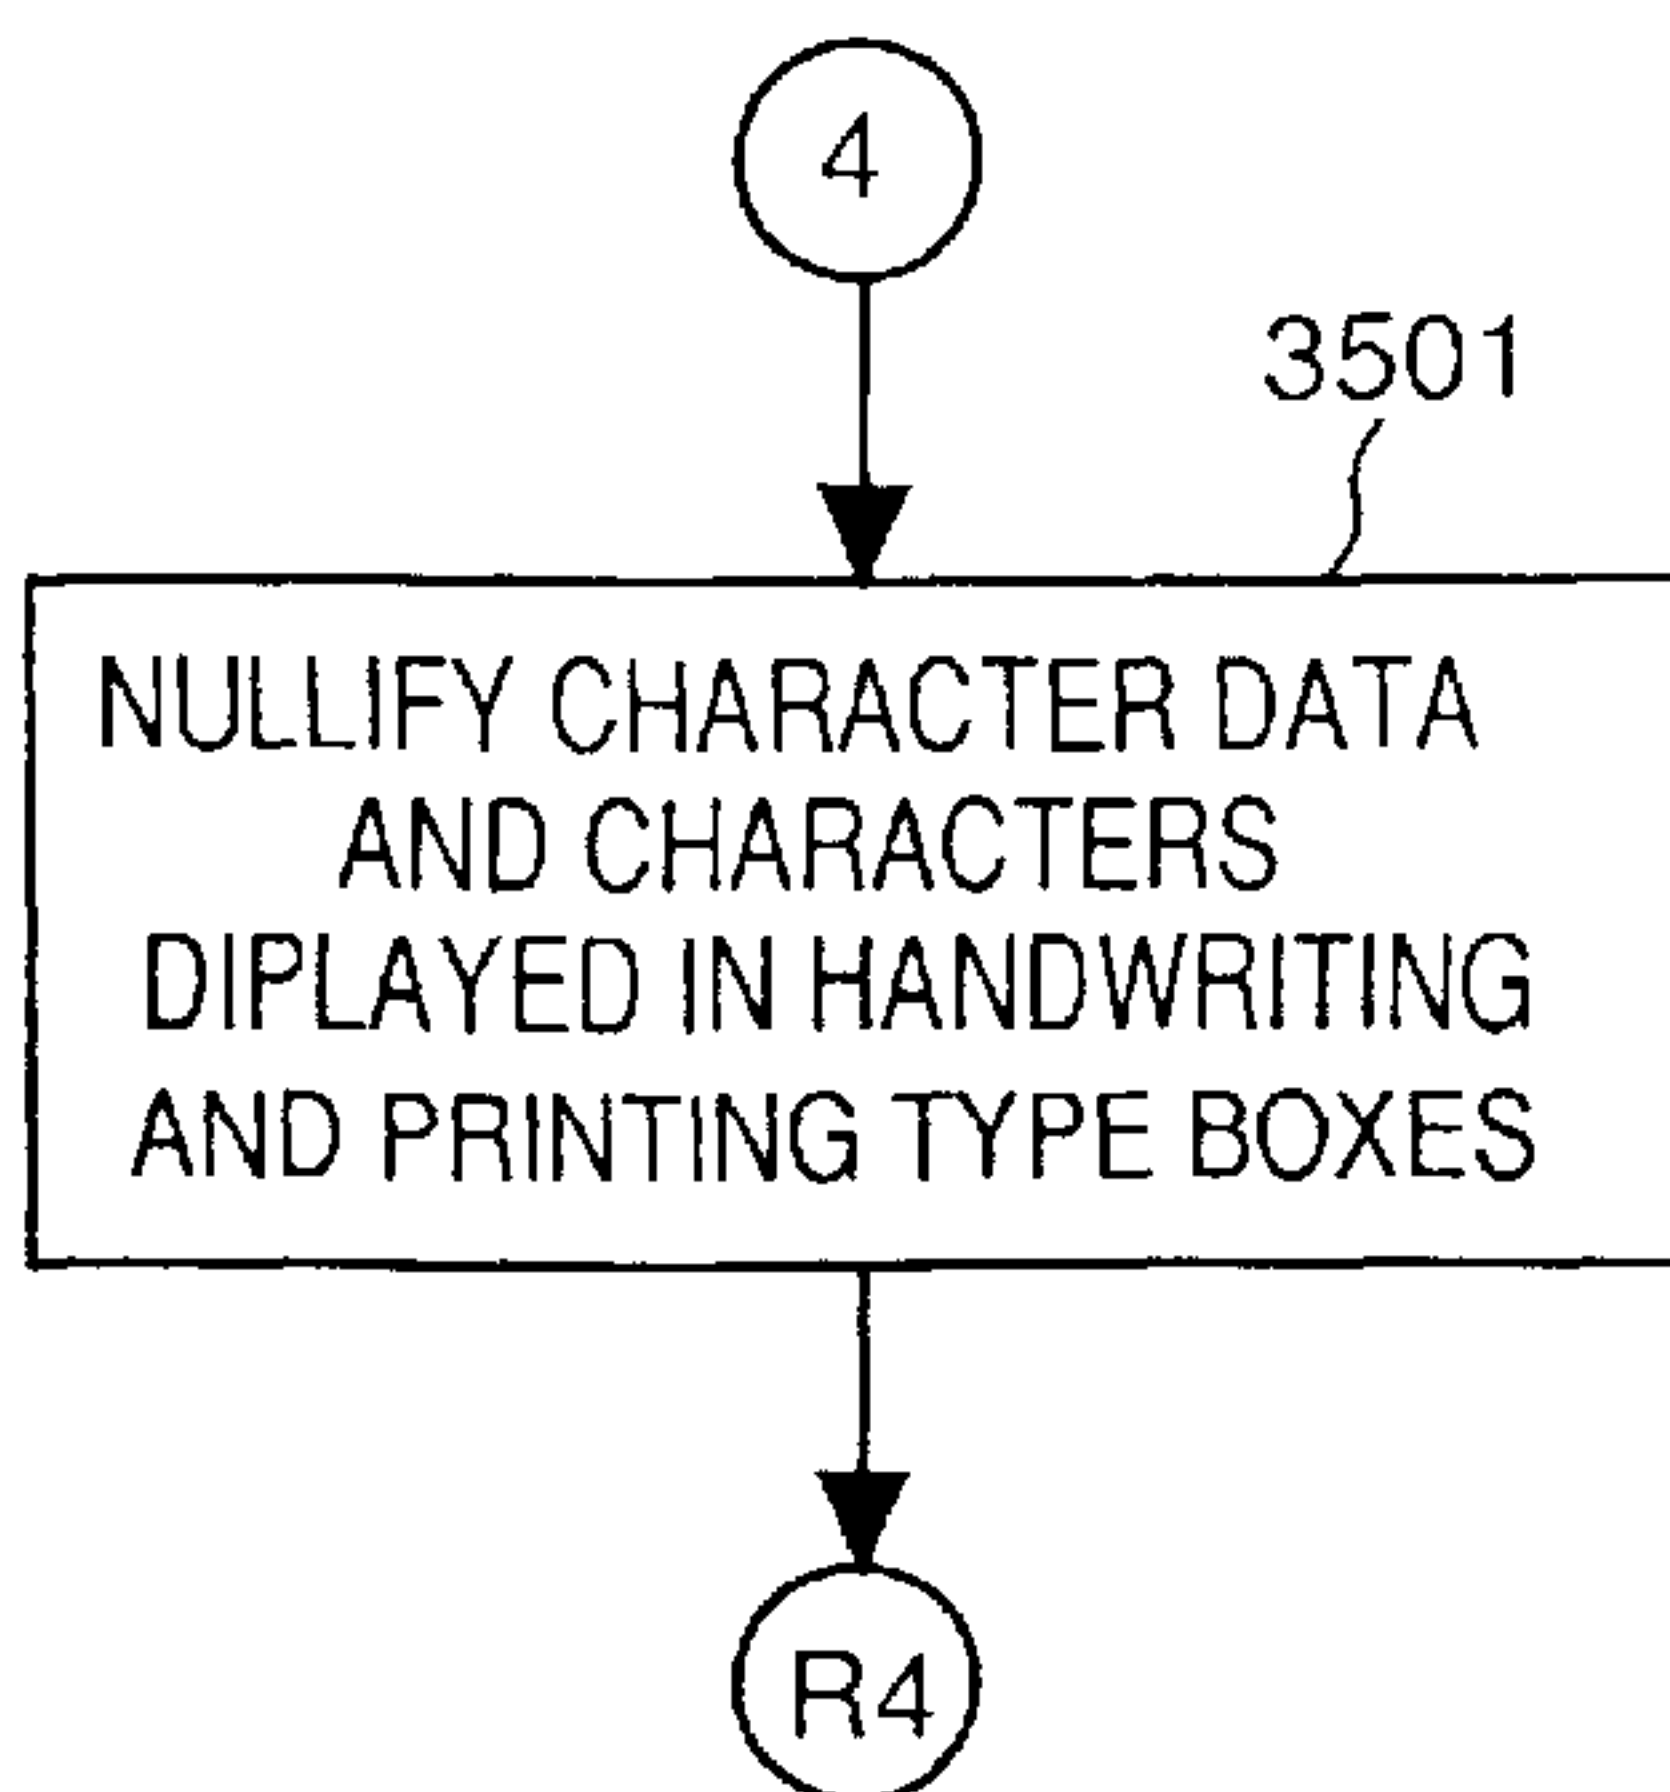 4
3501
NULLIFY CHARACTER DATA
AND CHARACTERS
DIPLAYED IN HANDWRITING
AND PRINTING TYPE BOXES
R4